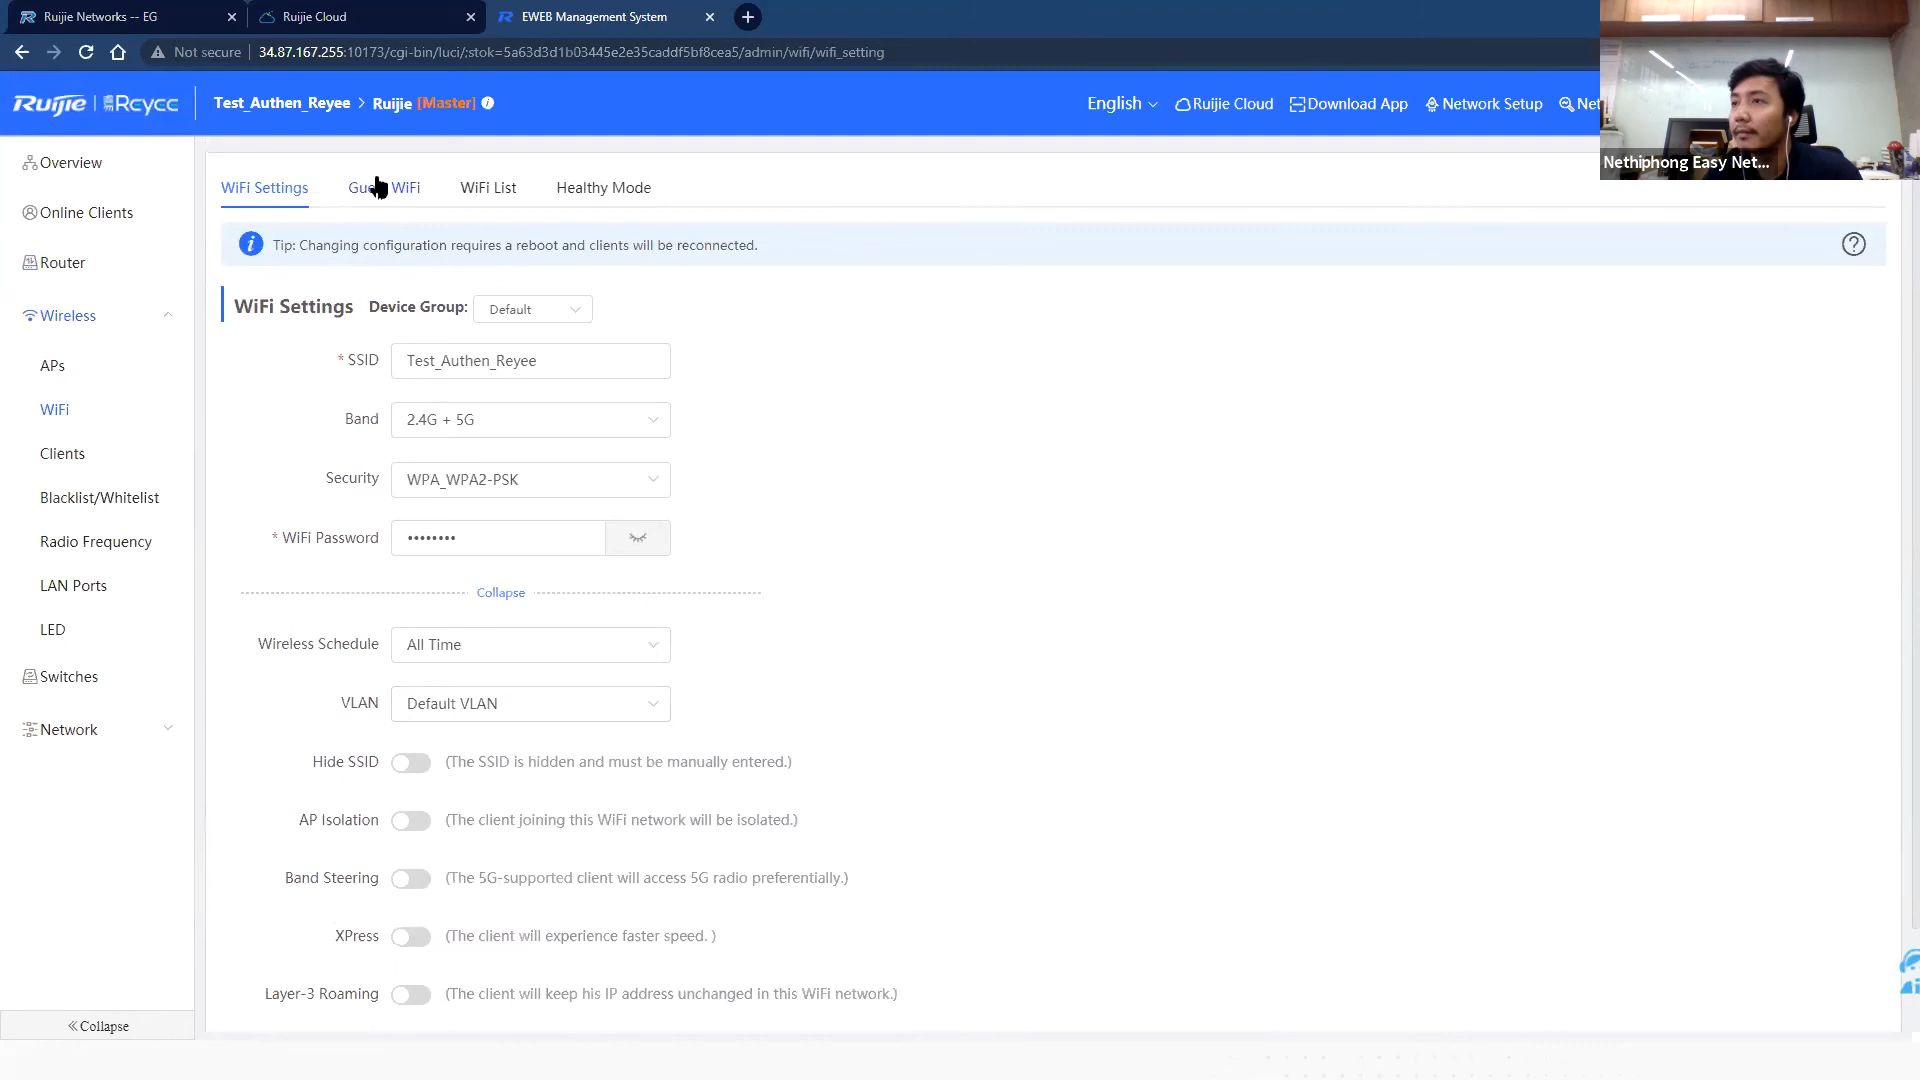 Ruijie Networks -- EG
Ruijie Cloud
EWEB Management System
Not secure
34.87.167.255:10173/cgi-bin/luci/;stok=5a63d3d1b03445e2e35caddf5bf8cea5/admin/wifi/wifi_setting
Ruijie | Reyee
Test_Authen_Reyee > Ruijie [Master]
English
Ruijie Cloud
Download App
Network Setup
Net
Nethiphong Easy Net...
Overview
Online Clients
Router
Wireless
APs
WiFi
Clients
Blacklist/Whitelist
Radio Frequency
LAN Ports
LED
Switches
Network
«Collapse
WiFi Settings
WiFi
WiFi List
Healthy Mode
Tip: Changing configuration requires a reboot and clients will be reconnected.
WiFi Settings Device Group: Default
* SSID Test_Authen_Reyee
Band 2.4G + 5G
Security WPA_WPA2-PSK
* WiFi Password ••••••••
Collapse
Wireless Schedule All Time
VLAN Default VLAN
Hide SSID (The SSID is hidden and must be manually entered.)
AP Isolation (The client joining this WiFi network will be isolated.)
Band Steering (The 5G-supported client will access 5G radio preferentially.)
XPress (The client will experience faster speed. )
Layer-3 Roaming (The client will keep his IP address unchanged in this WiFi network.)